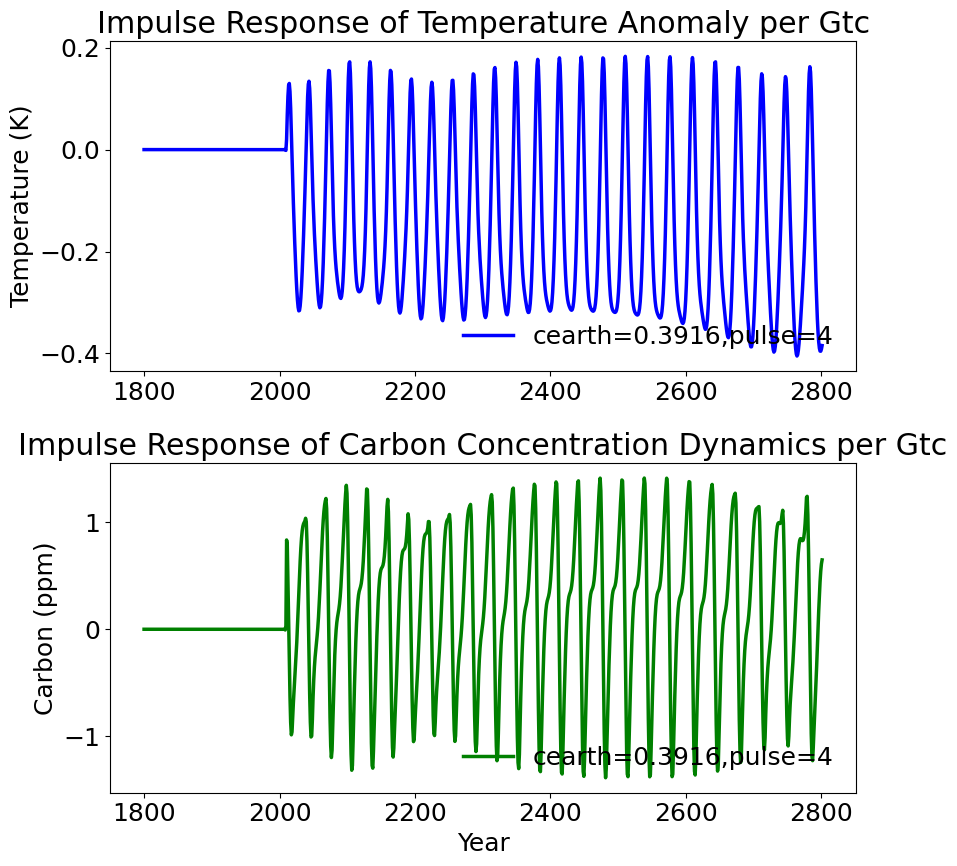 Impulse Response of Temperature Anomaly per Gtc
0.2
0.0
−0.2
−0.4
Temperature (K)
cearth=0.3916,pulse=4
1800 2000 2200 2400 2600 2800
Impulse Response of Carbon Concentration Dynamics per Gtc
1
0
−1
Carbon (ppm)
cearth=0.3916,pulse=4
1800 2000 2200 2400 2600 2800
Year